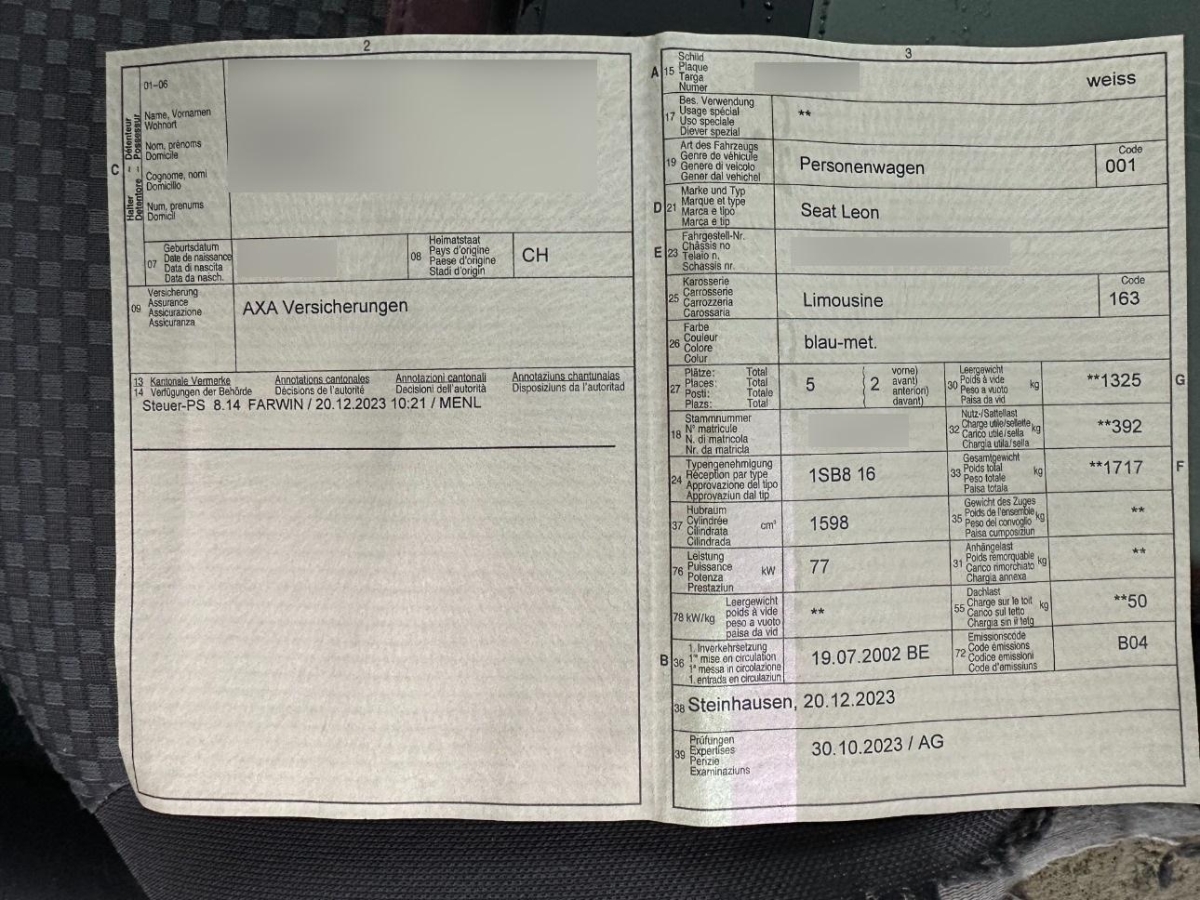 2
01–06
Name, Vornamen
Wohnort
Nom, prénoms
Domicile
Cognome, nomi
Domicilio
Num, prenums
Domicil
C
Halter ~ Détenteur
Detentore ~ Possessur
07 Geburtsdatum
Date de naissance
Data di nascita
Data da nasch.
08 Heimatstaat
Pays d'origine
Paese d'origine
Stadi d'origin
CH
09 Versicherung
Assurance
Assicurazione
Assicuranza
AXA Versicherungen
13 Kantonale Vermerke Annotations cantonales Annotazioni cantonali Annotaziuns chantunalas
14 Verfügungen der Behörde Décisions de l'autorité Decisioni dell'autorità Disposiziuns da l'autoritad
Steuer-PS 8.14 FARWIN / 20.12.2023 10:21 / MENL
3
A 15 Schild
Plaque
Targa
Numer
weiss
17 Bes. Verwendung
Usage spécial
Uso speciale
Diever spezial
**
19 Art des Fahrzeugs
Genre de véhicule
Genere di veicolo
Gener dal vehichel
Personenwagen
Code
001
D 21 Marke und Typ
Marque et type
Marca e tipo
Marca e tip
Seat Leon
E 23 Fahrgestell-Nr.
Châssis no
Telaio n.
Schassis nr.
25 Karosserie
Carrosserie
Carrozzeria
Carossaria
Limousine
Code
163
26 Farbe
Couleur
Colore
Colur
blau-met.
27 Plätze: Total
Places: Total
Posti: Totale
Plazs: Total
5
( 2 vorne)
( avant)
anteriori)
davant)
30 Leergewicht
Poids à vide
Peso a vuoto
Paisa da vid
kg
**1325
G
18 Stammnummer
N° matricule
N. di matricola
Nr. da matricla
32 Nutz-/Sattellast
Charge utile/sellette
Carico utile/sella
Chargia utila/sella
kg
**392
24 Typengenehmigung
Réception par type
Approvazione del tipo
Approvaziun dal tip
1SB8 16
33 Gesamtgewicht
Poids total
Peso totale
Paisa totala
kg
**1717
F
37 Hubraum
Cylindrée
Cilindrata
Cilindrada
cm³
1598
35 Gewicht des Zuges
Poids de l'ensemble
Peso del convoglio
Paisa cumposiziun
kg
**
76 Leistung
Puissance
Potenza
Prestaziun
kW
77
31 Anhängelast
Poids remorquable
Carico rimorchiato
Chargia annexa
kg
**
78 kW/kg Leergewicht
poids à vide
peso a vuoto
paisa da vid
**
55 Dachlast
Charge sur le toit
Carico sul tetto
Chargia sin il tetg
kg
**50
B 36 1. Inverkehrsetzung
1re mise en circulation
1a messa in circolazione
1. entrada en circulaziun
19.07.2002 BE
72 Emissionscode
Code émissions
Codice emissioni
Code d'emissiuns
B04
38 Steinhausen, 20.12.2023
39 Prüfungen
Expertises
Perizie
Examinaziuns
30.10.2023 / AG